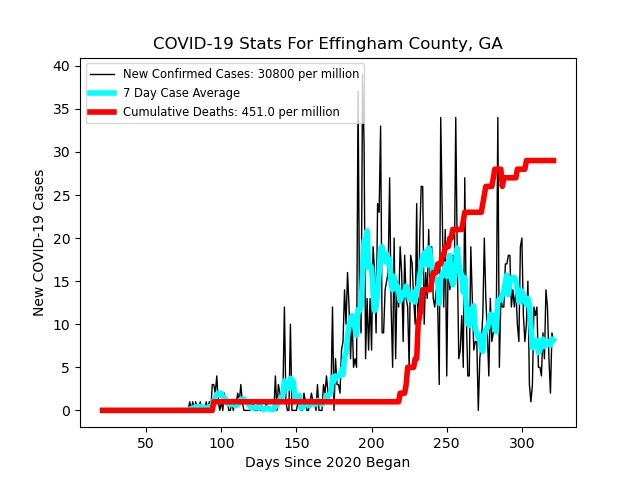 COVID-19 Stats For Effingham County, GA
New Confirmed Cases: 30800 per million
7 Day Case Average
Cumulative Deaths: 451.0 per million
New COVID-19 Cases
40
35
30
25
20
15
10
5
0
50 100 150 200 250 300
Days Since 2020 Began